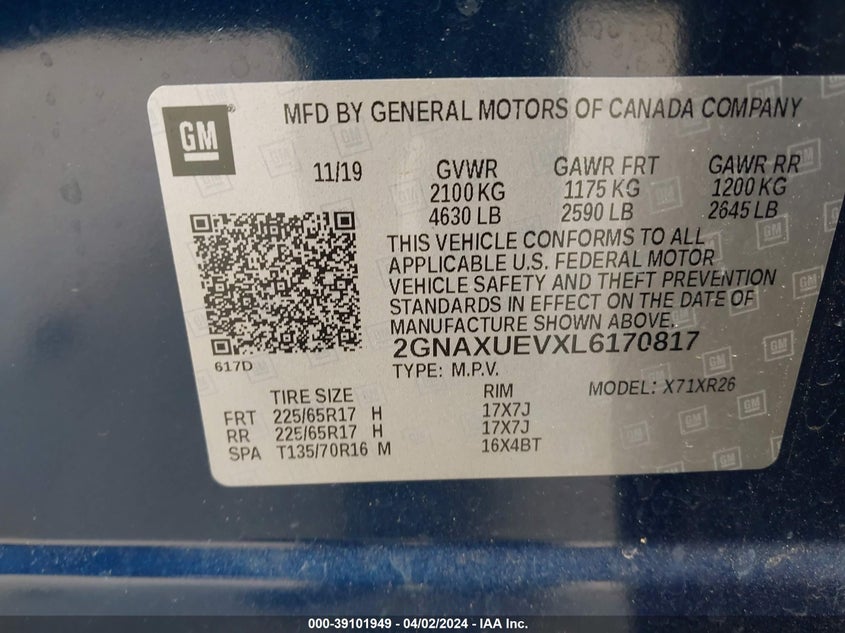 GM
®
MFD BY GENERAL MOTORS OF CANADA COMPANY
11/19 GVWR GAWR FRT GAWR RR
2100 KG 1175 KG 1200 KG
4630 LB 2590 LB 2645 LB
THIS VEHICLE CONFORMS TO ALL
APPLICABLE U.S. FEDERAL MOTOR
VEHICLE SAFETY AND THEFT PREVENTION
STANDARDS IN EFFECT ON THE DATE OF
MANUFACTURE SHOWN ABOVE.
2GNAXUEVXL6170817
617D
TYPE: M.P.V.
MODEL: X71XR26
TIRE SIZE RIM
FRT 225/65R17 H 17X7J
RR 225/65R17 H 17X7J
SPA T135/70R16 M 16X4BT
000-39101949 - 04/02/2024 - IAA Inc.